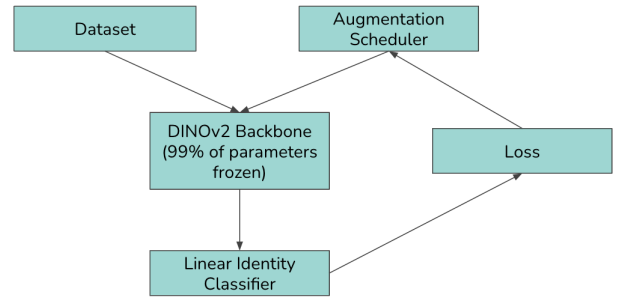 Dataset
Augmentation
Scheduler
DINOv2 Backbone
(99% of parameters
frozen)
Loss
Linear Identity
Classifier